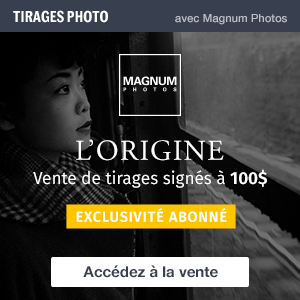 TIRAGES PHOTO
avec Magnum Photos
MAGNUM
PHOTOS
L'ORIGINE
Vente de tirages signés à 100$
EXCLUSIVITÉ ABONNÉ
Accédez à la vente